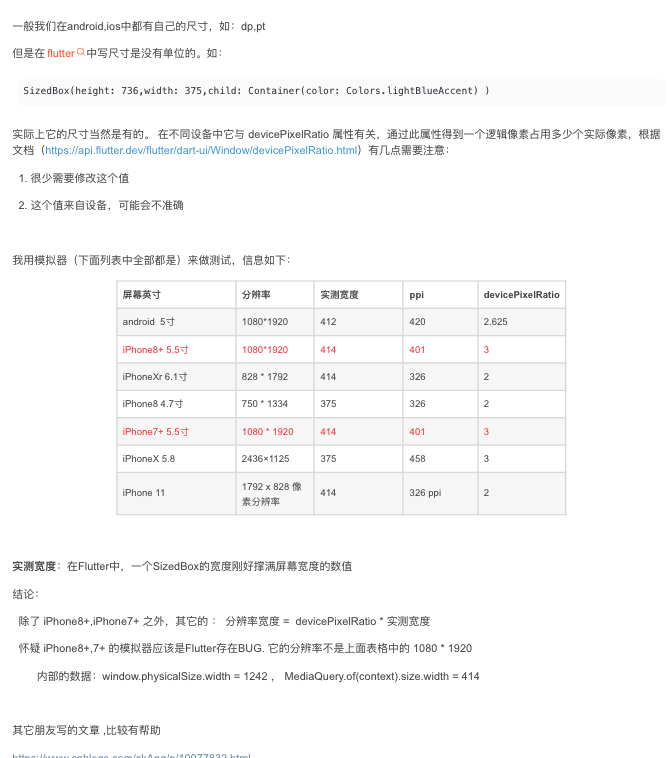 一般我们在android,ios中都有自己的尺寸，如：dp,pt
但是在 flutter 中写尺寸是没有单位的。如：
SizedBox(height: 736,width: 375,child: Container(color: Colors.lightBlueAccent) )
实际上它的尺寸当然是有的。 在不同设备中它与 devicePixelRatio 属性有关，通过此属性得到一个逻辑像素占用多少个实际像素，根据
文档（https://api.flutter.dev/flutter/dart-ui/Window/devicePixelRatio.html）有几点需要注意：
1. 很少需要修改这个值
2. 这个值来自设备，可能会不准确
我用模拟器（下面列表中全部都是）来做测试，信息如下：
屏幕英寸 分辨率 实测宽度 ppi devicePixelRatio
android 5寸 1080*1920 412 420 2.625
iPhone8+ 5.5寸 1080*1920 414 401 3
iPhoneXr 6.1寸 828 * 1792 414 326 2
iPhone8 4.7寸 750 * 1334 375 326 2
iPhone7+ 5.5寸 1080 * 1920 414 401 3
iPhoneX 5.8 2436×1125 375 458 3
iPhone 11 1792 x 828 像 414 326 ppi 2
素分辨率
实测宽度：在Flutter中，一个SizedBox的宽度刚好撑满屏幕宽度的数值
结论：
除了 iPhone8+,iPhone7+ 之外，其它的 ： 分辨率宽度 = devicePixelRatio * 实测宽度
怀疑 iPhone8+,7+ 的模拟器应该是Flutter存在BUG. 它的分辨率不是上面表格中的 1080 * 1920
内部的数据：window.physicalSize.width = 1242 ， MediaQuery.of(context).size.width = 414
其它朋友写的文章 ,比较有帮助